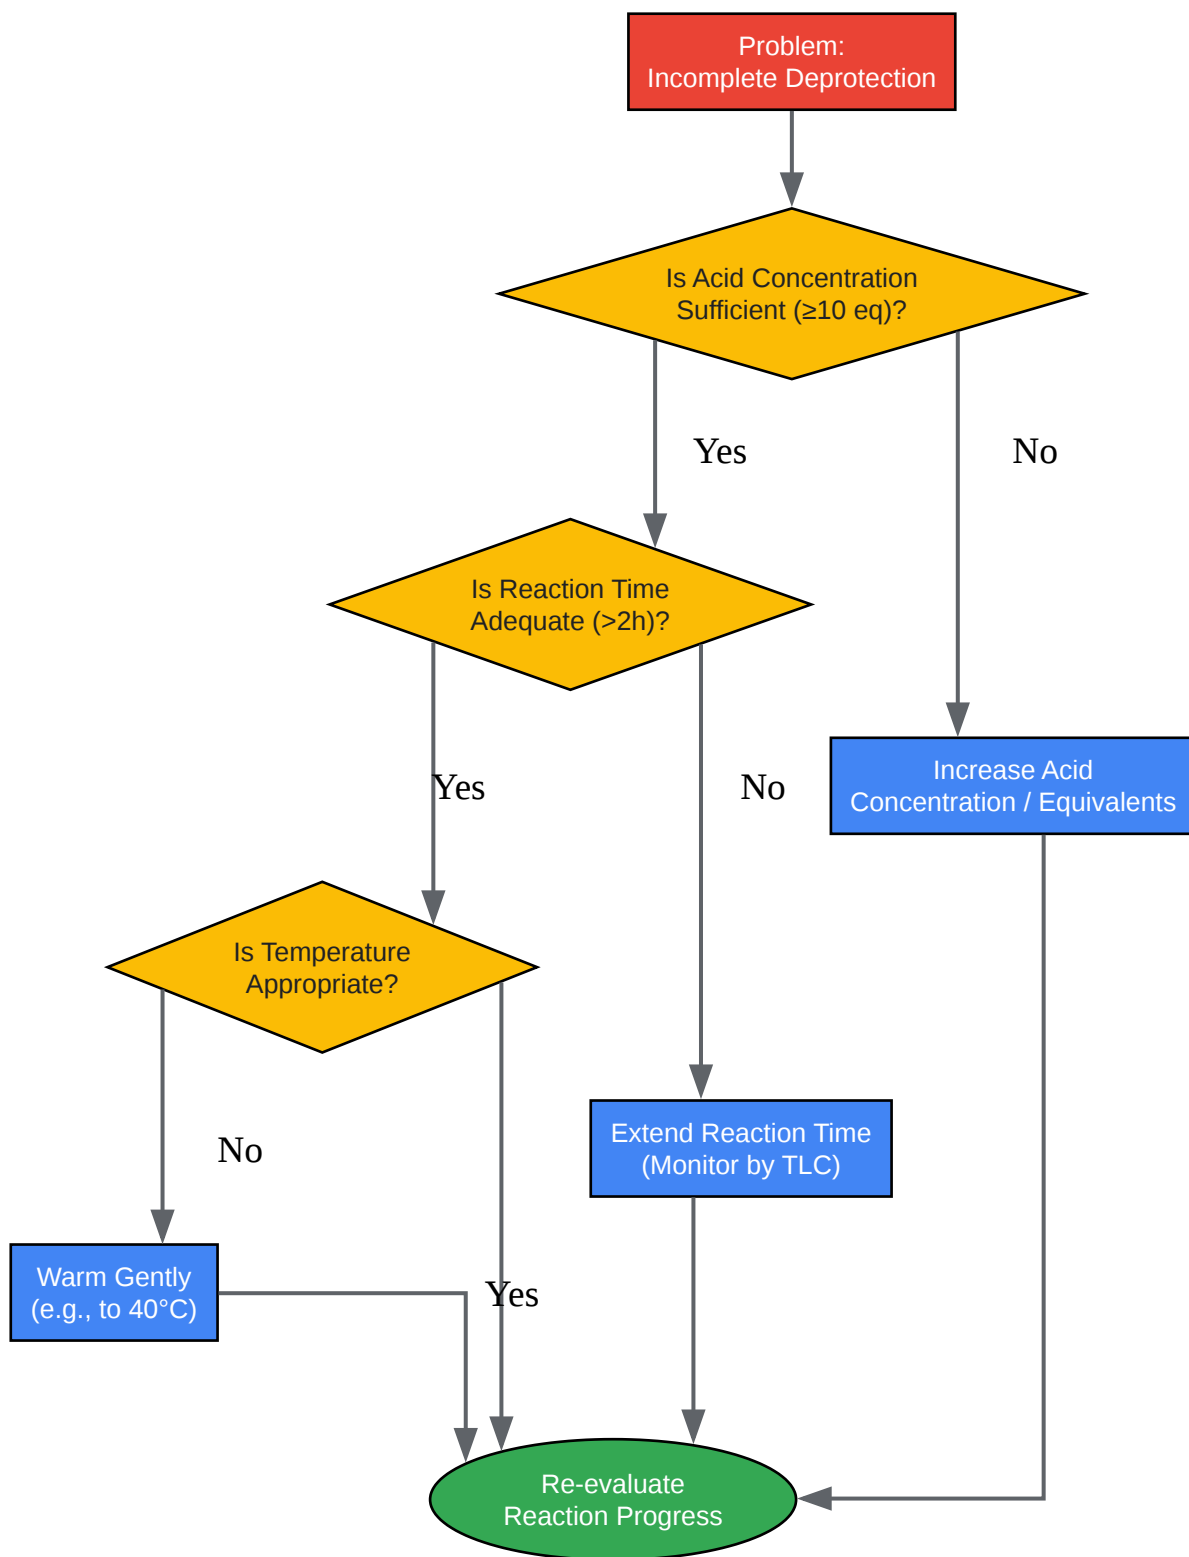 Problem:
Incomplete Deprotection
Is Acid Concentration
Sufficient (≥10 eq)?
Yes
No
Is Reaction Time
Adequate (>2h)?
Yes
No
Increase Acid
Concentration / Equivalents
Is Temperature
Appropriate?
No
Extend Reaction Time
(Monitor by TLC)
Warm Gently
(e.g., to 40°C)
Yes
Re-evaluate
Reaction Progress